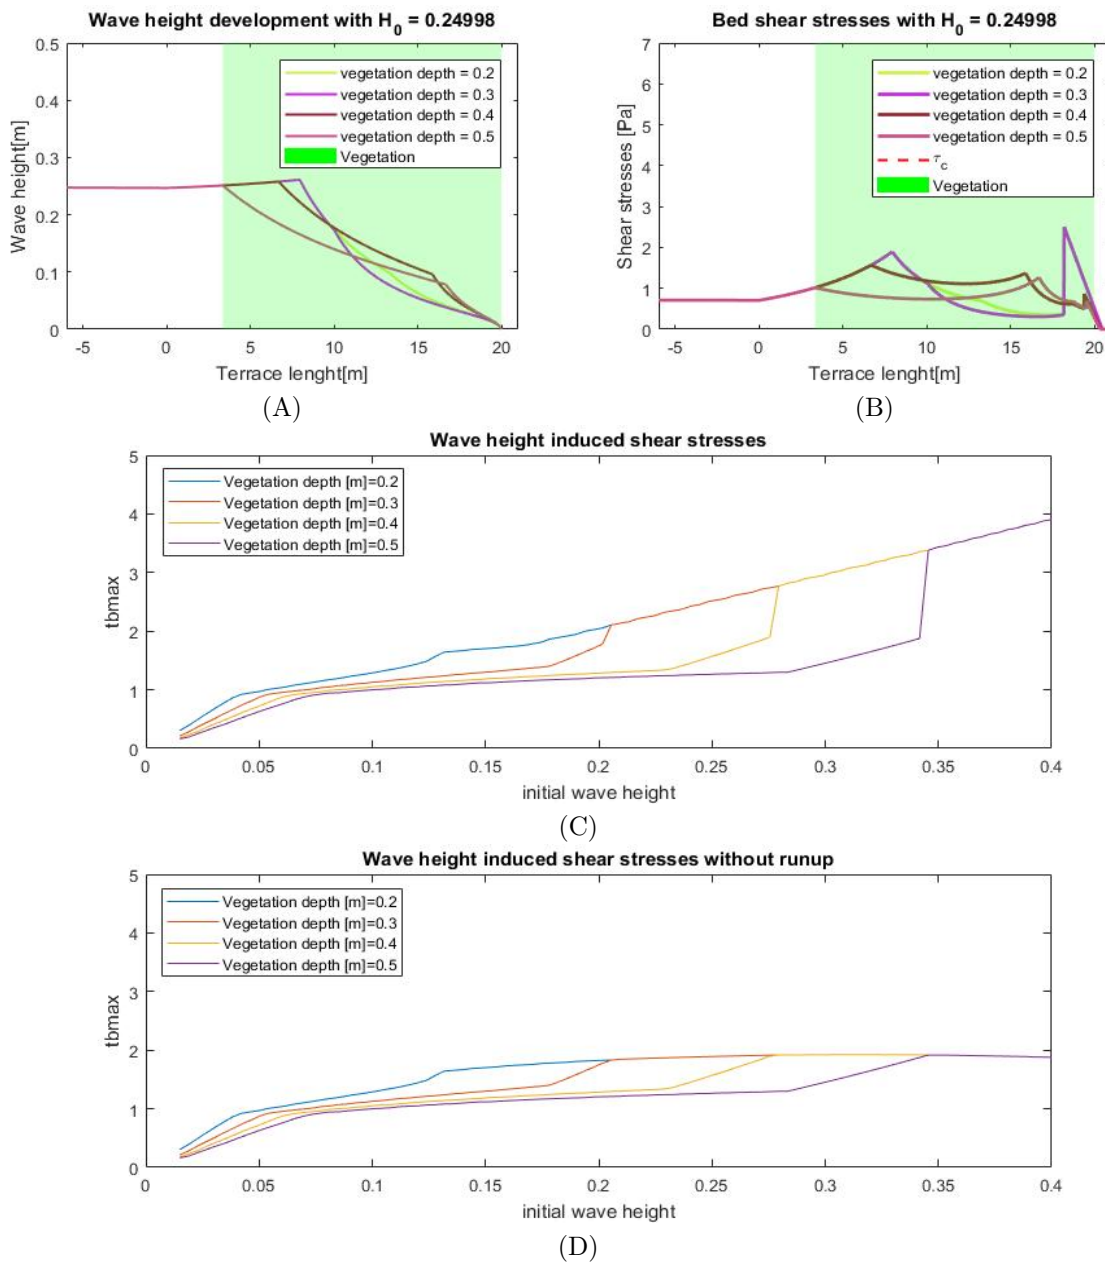 Wave height development with H0 = 0.24998
Wave height[m]
0.5
0.4
0.3
0.2
0.1
0
vegetation depth = 0.2
vegetation depth = 0.3
vegetation depth = 0.4
vegetation depth = 0.5
Vegetation
-5 0 5 10 15 20
Terrace lenght[m]
(A)
Bed shear stresses with H0 = 0.24998
Shear stresses [Pa]
7
6
5
4
3
2
1
0
vegetation depth = 0.2
vegetation depth = 0.3
vegetation depth = 0.4
vegetation depth = 0.5
τc
Vegetation
-5 0 5 10 15 20
Terrace lenght[m]
(B)
Wave height induced shear stresses
tbmax
5
4
3
2
1
0
Vegetation depth [m]=0.2
Vegetation depth [m]=0.3
Vegetation depth [m]=0.4
Vegetation depth [m]=0.5
0 0.05 0.1 0.15 0.2 0.25 0.3 0.35 0.4
initial wave height
(C)
Wave height induced shear stresses without runup
tbmax
5
4
3
2
1
0
Vegetation depth [m]=0.2
Vegetation depth [m]=0.3
Vegetation depth [m]=0.4
Vegetation depth [m]=0.5
0 0.05 0.1 0.15 0.2 0.25 0.3 0.35 0.4
initial wave height
(D)